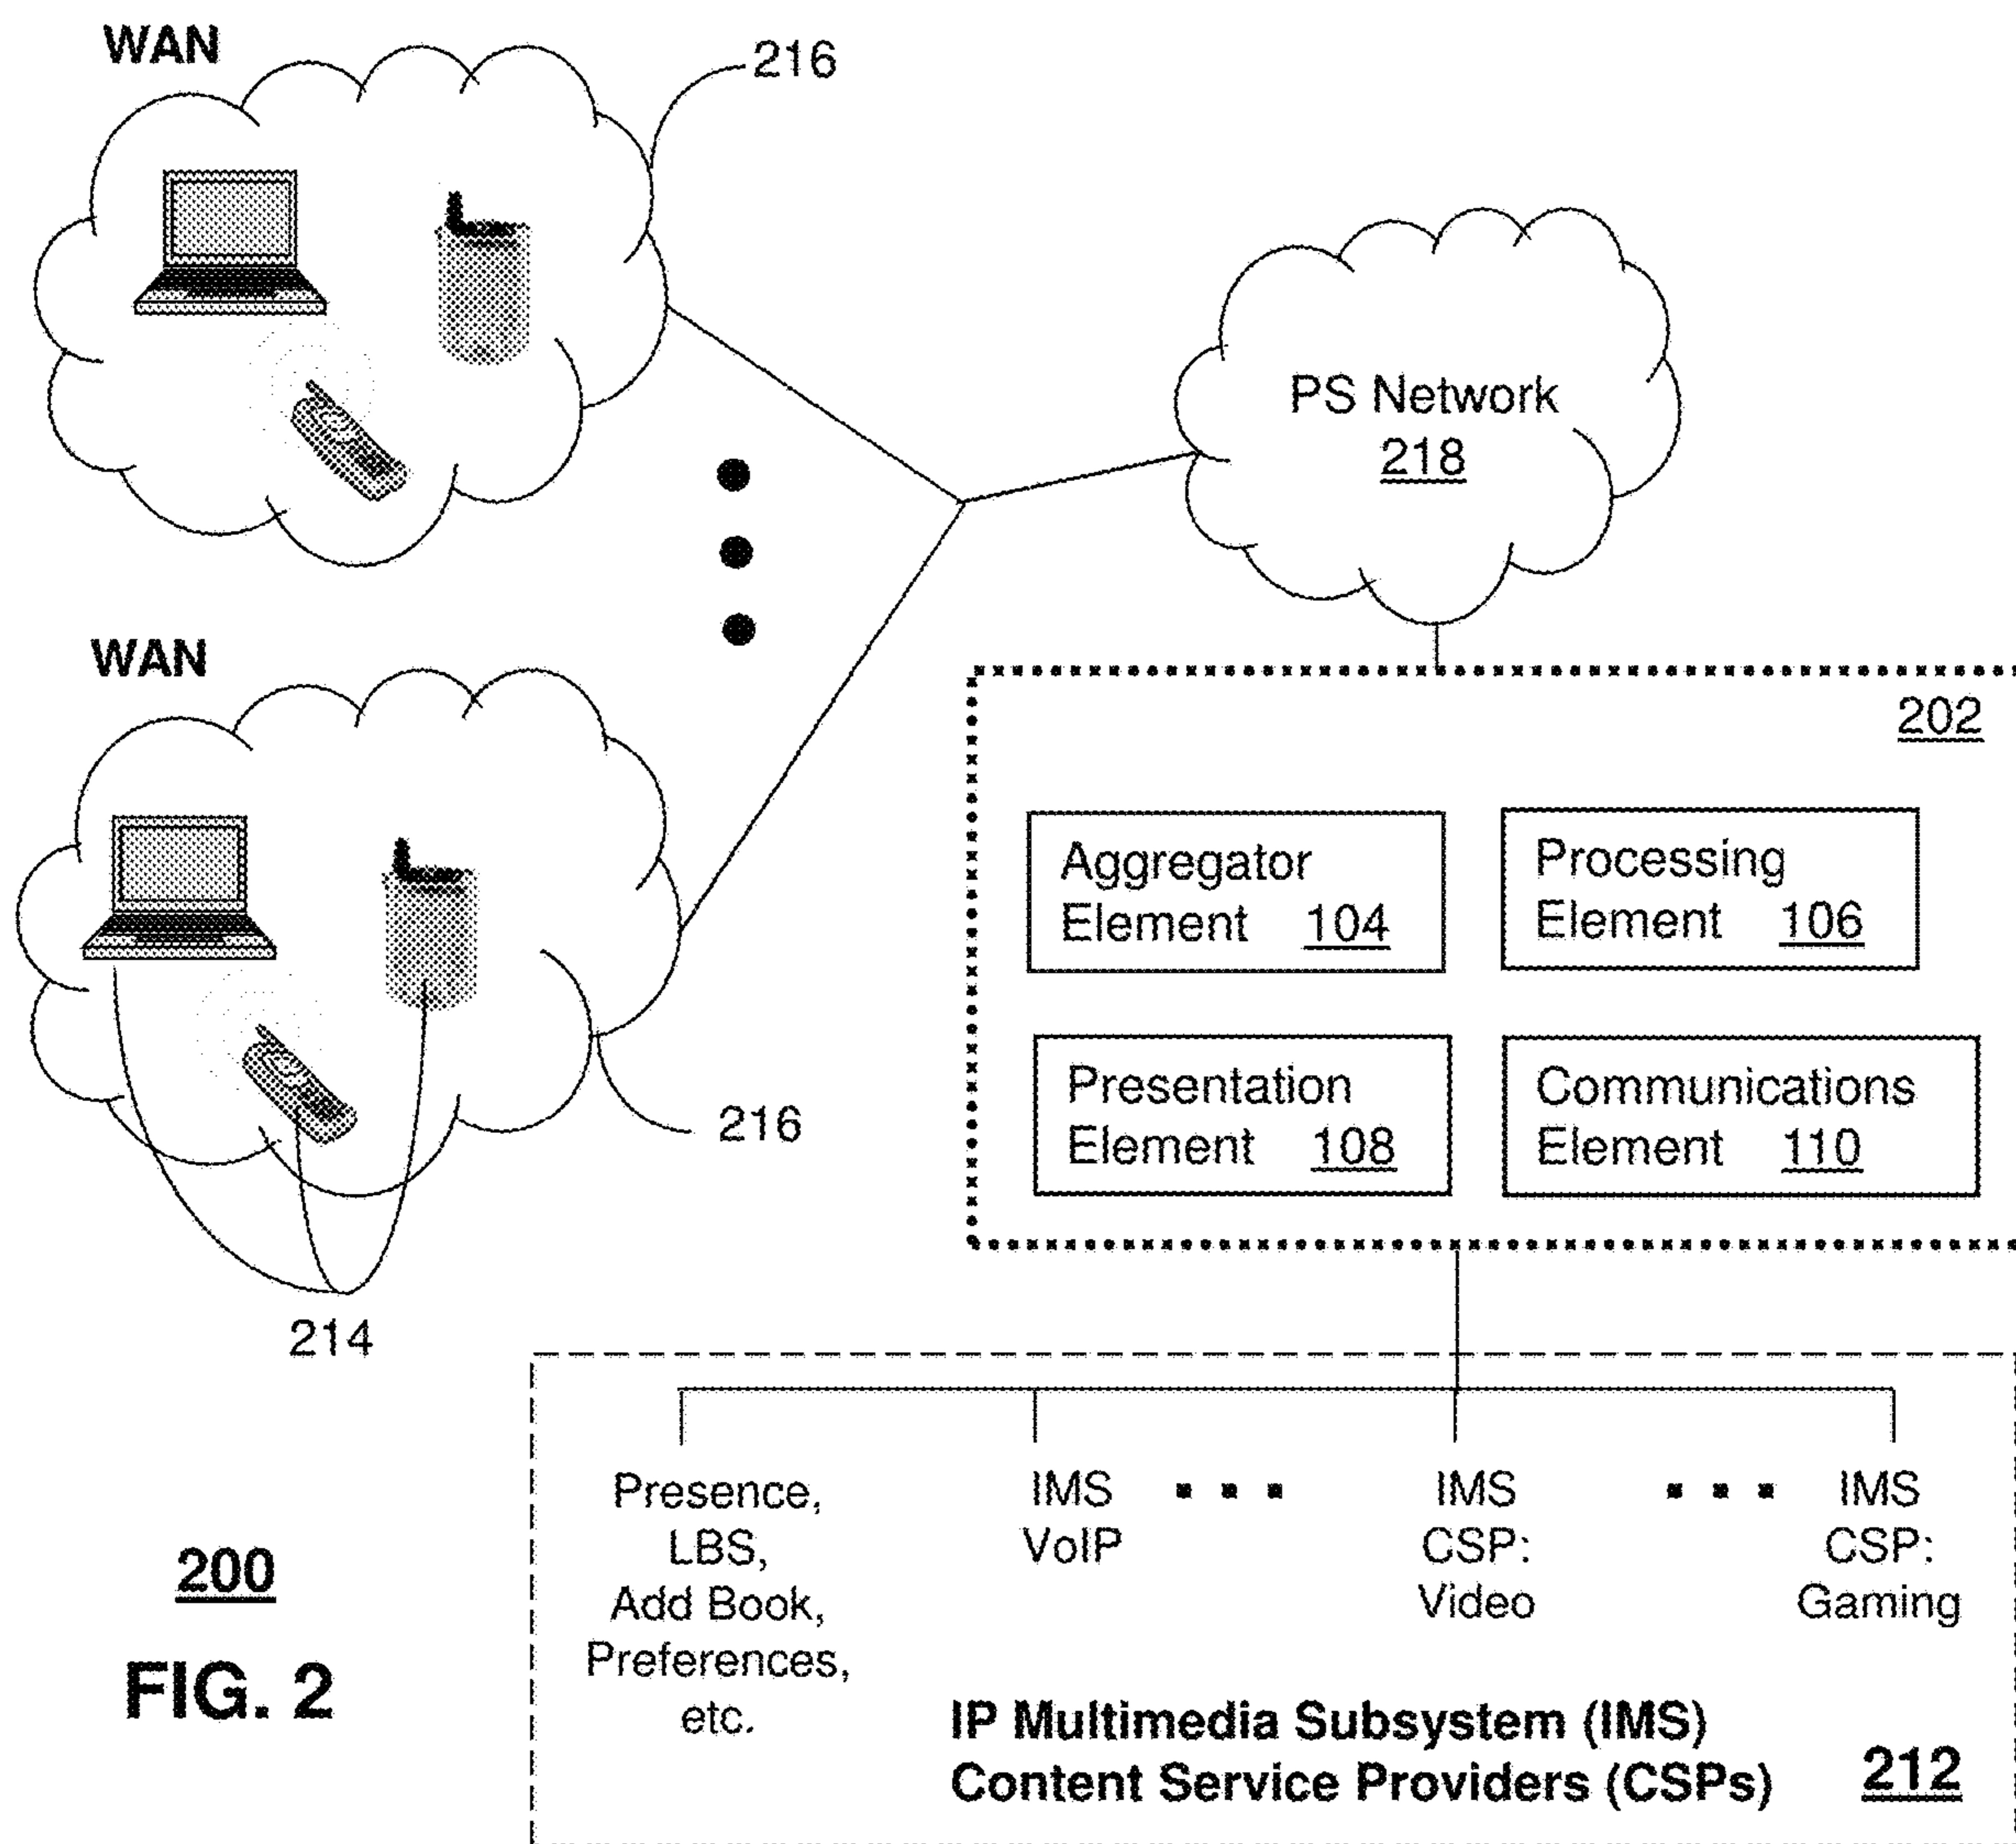 WAN
216
PS Network
218
WAN
202
Aggregator
Element 104
Processing
Element 106
Presentation
Element 108
Communications
Element 110
216
214
Presence,
LBS,
Add Book,
Preferences,
etc.
IMS
VoIP
IMS
CSP:
Video
IMS
CSP:
Gaming
IP Multimedia Subsystem (IMS)
Content Service Providers (CSPs) 212
200
FIG. 2